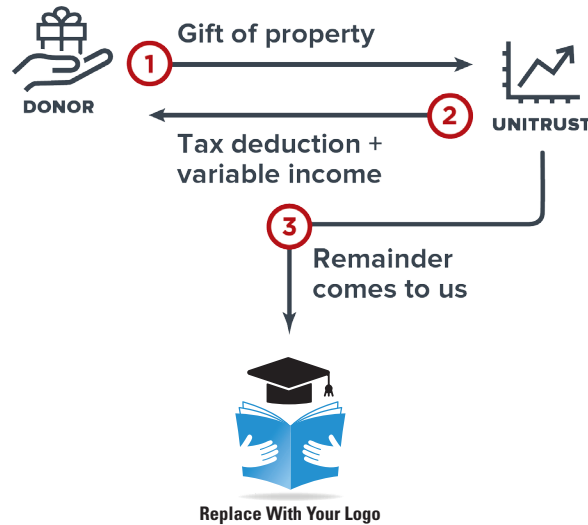 Gift of property
1
DONOR
2
UNITRUST
Tax deduction +
variable income
3
Remainder
comes to us
Replace With Your Logo